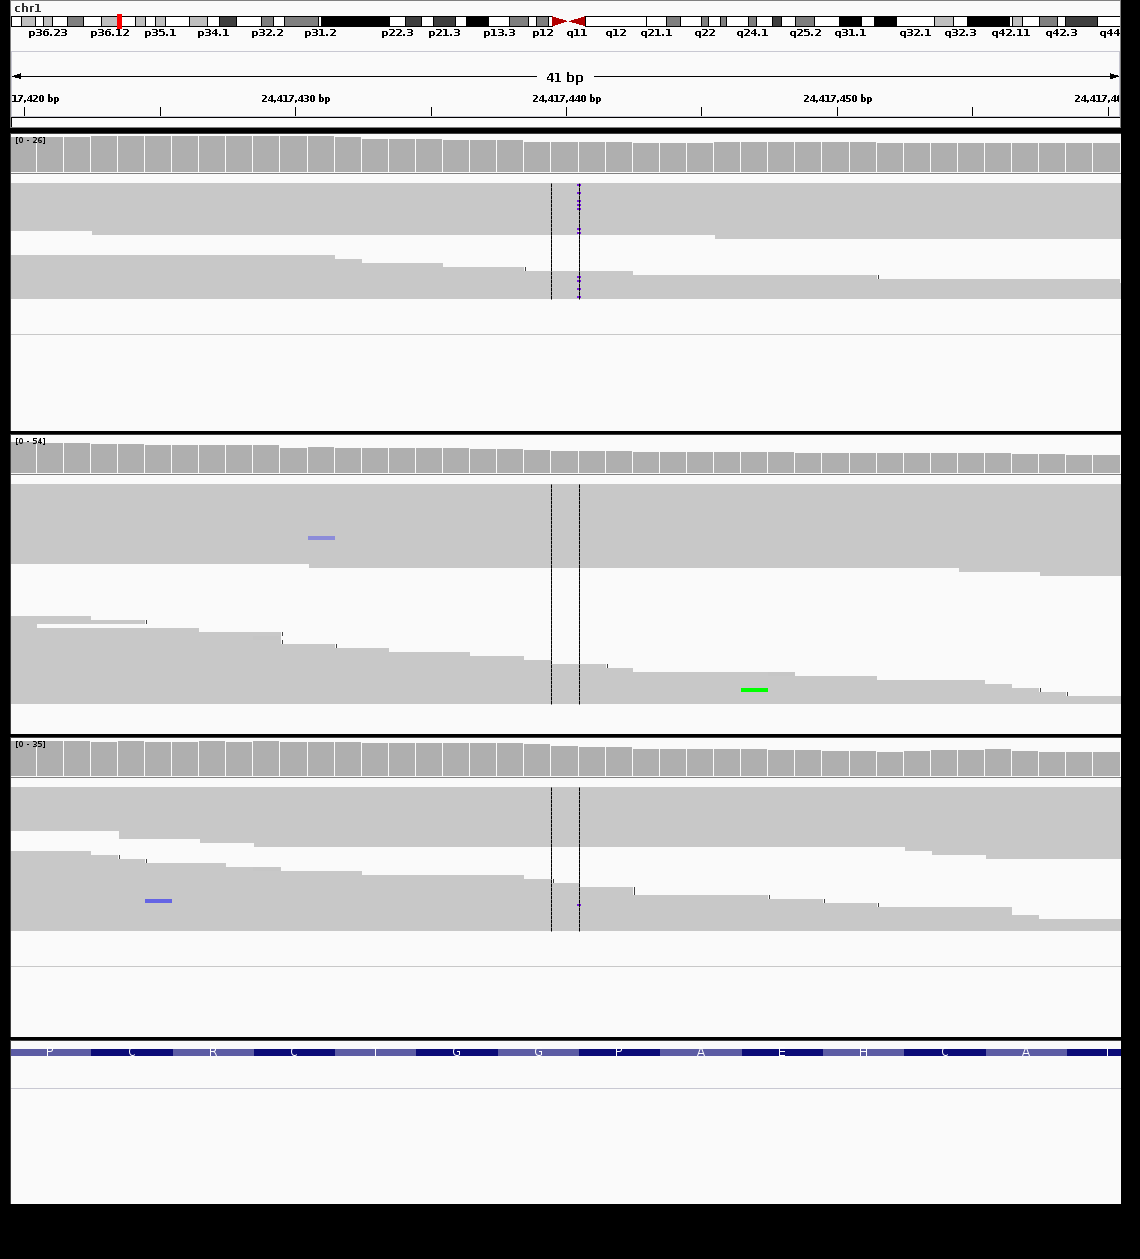 chr1
p36.23 p36.12 p35.1 p34.1 p32.2 p31.2 p22.3 p21.3 p13.3 p12 q11 q12 q21.1 q22 q24.1 q25.2 q31.1 q32.1 q32.3 q42.11 q42.3 q44
41 bp
17,420 bp 24,417,430 bp 24,417,440 bp 24,417,450 bp 24,417,4
[0 - 26]
[0 - 54]
[0 - 35]
P C R C G G P A E H C A